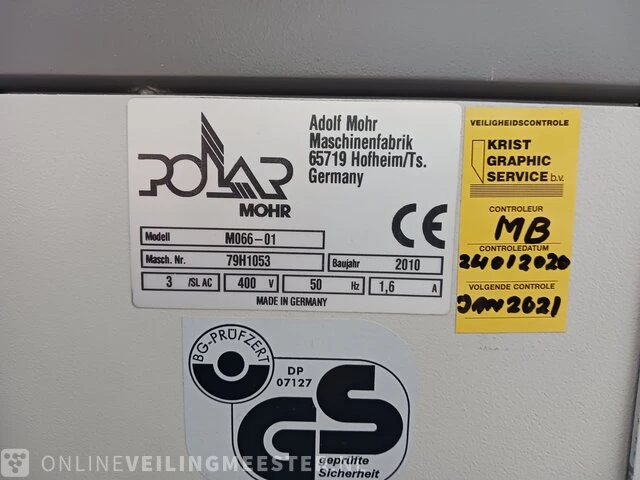 POLAR
MOHR
Adolf Mohr
Maschinenfabrik
65719 Hofheim/Ts.
Germany
CE
Modell M066-01
Masch. Nr. 79H1053 Baujahr 2010
3 /SL AC 400 V 50 Hz 1,6 A
MADE IN GERMANY
VEILIGHEIDSCONTROLE
KRIST
GRAPHIC
SERVICE b.v.
CONTROLEUR
MB
CONTROLEDATUM
24012020
VOLGENDE CONTROLE
JAN 2021
BG-PRÜFZERT
DP
07127
GS
geprüfte
Sicherheit
ONLINEVEILINGMEESTER.NL